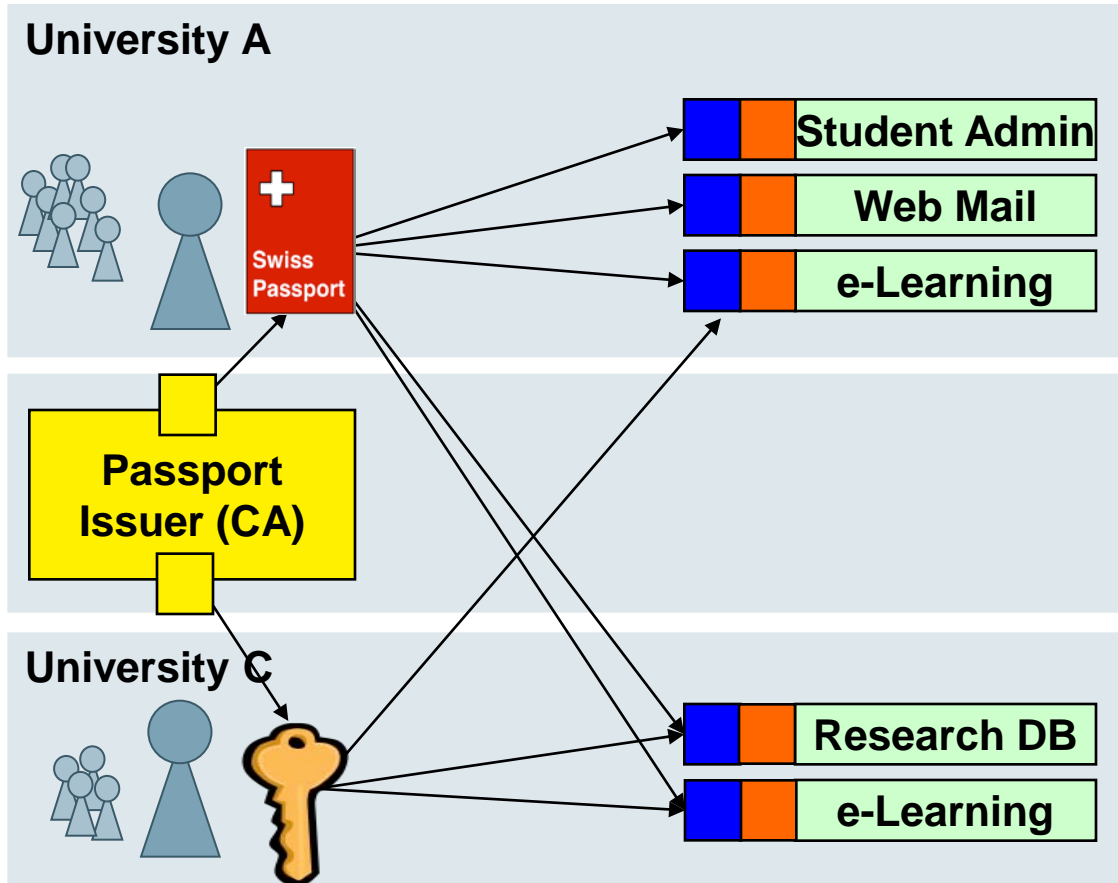 University A
Student Admin
Web Mail
e-Learning
Swiss
Passport
Passport
Issuer (CA)
University C
Research DB
e-Learning